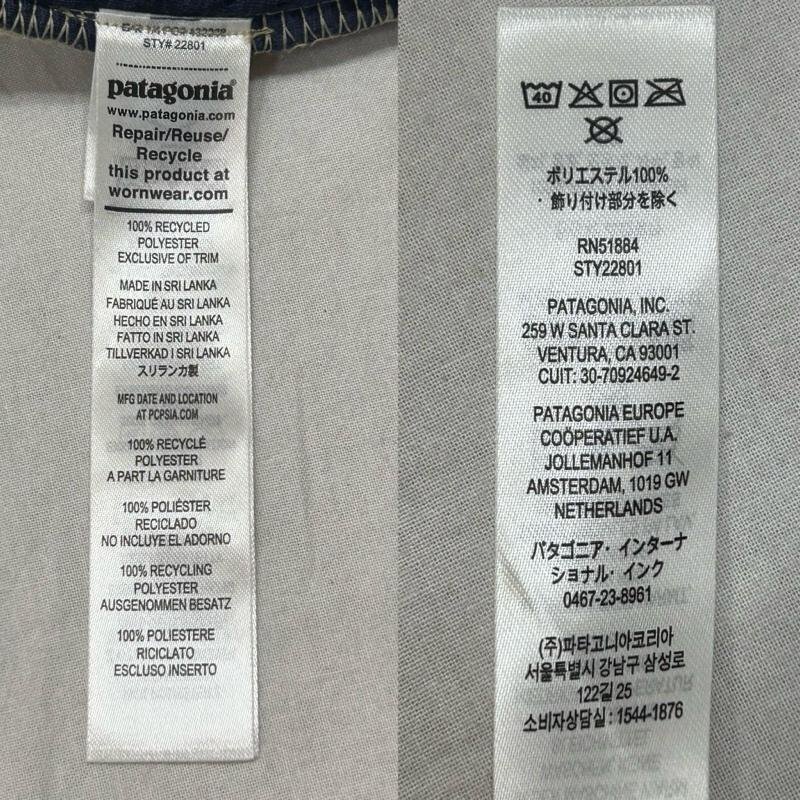 STY# 22801
patagonia®
www.patagonia.com
Repair/Reuse/
Recycle
this product at
wornwear.com
100% RECYCLED
POLYESTER
EXCLUSIVE OF TRIM
MADE IN SRI LANKA
FABRIQUÉ AU SRI LANKA
HECHO EN SRI LANKA
FATTO IN SRI LANKA
TILLVERKAD I SRI LANKA
スリランカ製
MFG DATE AND LOCATION
AT PCPSIA.COM
100% RECYCLÉ
POLYESTER
A PART LA GARNITURE
100% POLIÉSTER
RECICLADO
NO INCLUYE EL ADORNO
100% RECYCLING
POLYESTER
AUSGENOMMEN BESATZ
100% POLIESTERE
RICICLATO
ESCLUSO INSERTO
40
ポリエステル100%
・飾り付け部分を除く
RN51884
STY22801
PATAGONIA, INC.
259 W SANTA CLARA ST.
VENTURA, CA 93001
CUIT: 30-70924649-2
PATAGONIA EUROPE
COÖPERATIEF U.A.
JOLLEMANHOF 11
AMSTERDAM, 1019 GW
NETHERLANDS
パタゴニア・インターナ
ショナル・インク
0467-23-8961
(주)파타고니아코리아
서울특별시 강남구 삼성로
122길 25
소비자상담실 : 1544-1876